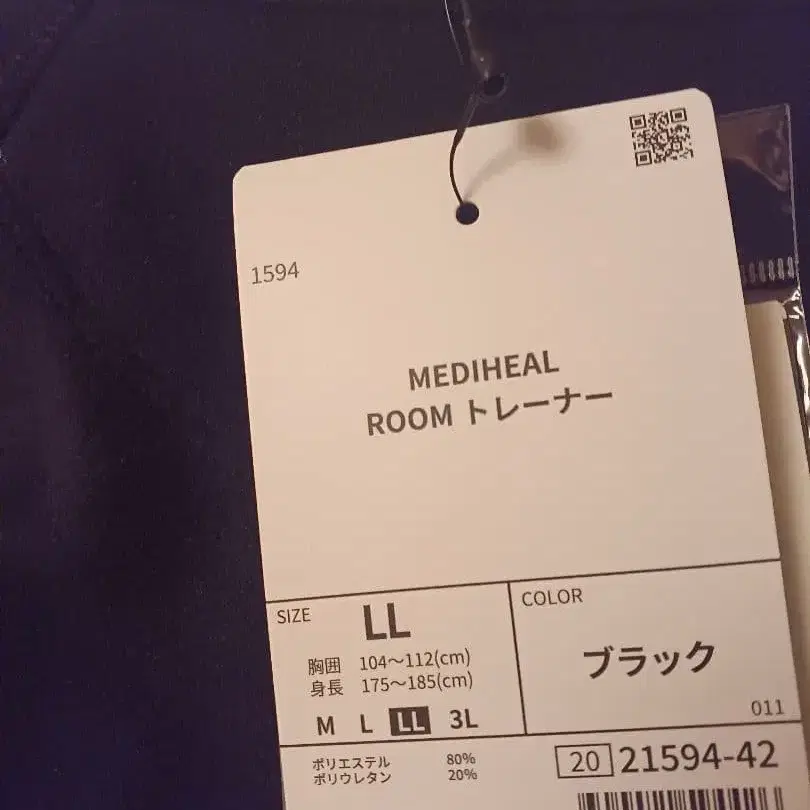 1594
MEDIHEAL
ROOM トレーナー
SIZE
LL
胸囲 104～112(cm)
身長 175～185(cm)
M L LL 3L
COLOR
ブラック
011
ポリエステル 80%
ポリウレタン 20%
20 21594-42